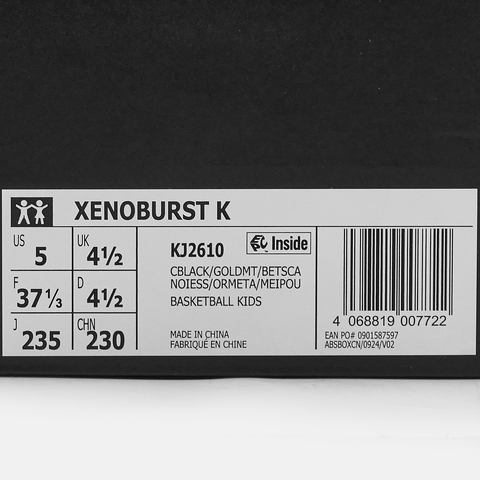 XENOBURST K
US 5 UK 4½
F 37⅓ D 4½
J 235 CHN 230
KJ2610
Inside
CBLACK/GOLDMT/BETSCA
NOIESS/ORMETA/MEIPOU
BASKETBALL KIDS
MADE IN CHINA
FABRIQUÉ EN CHINE
4 068819 007722
EAN PO# 0901587597
ABSBOXCN/0924/V02